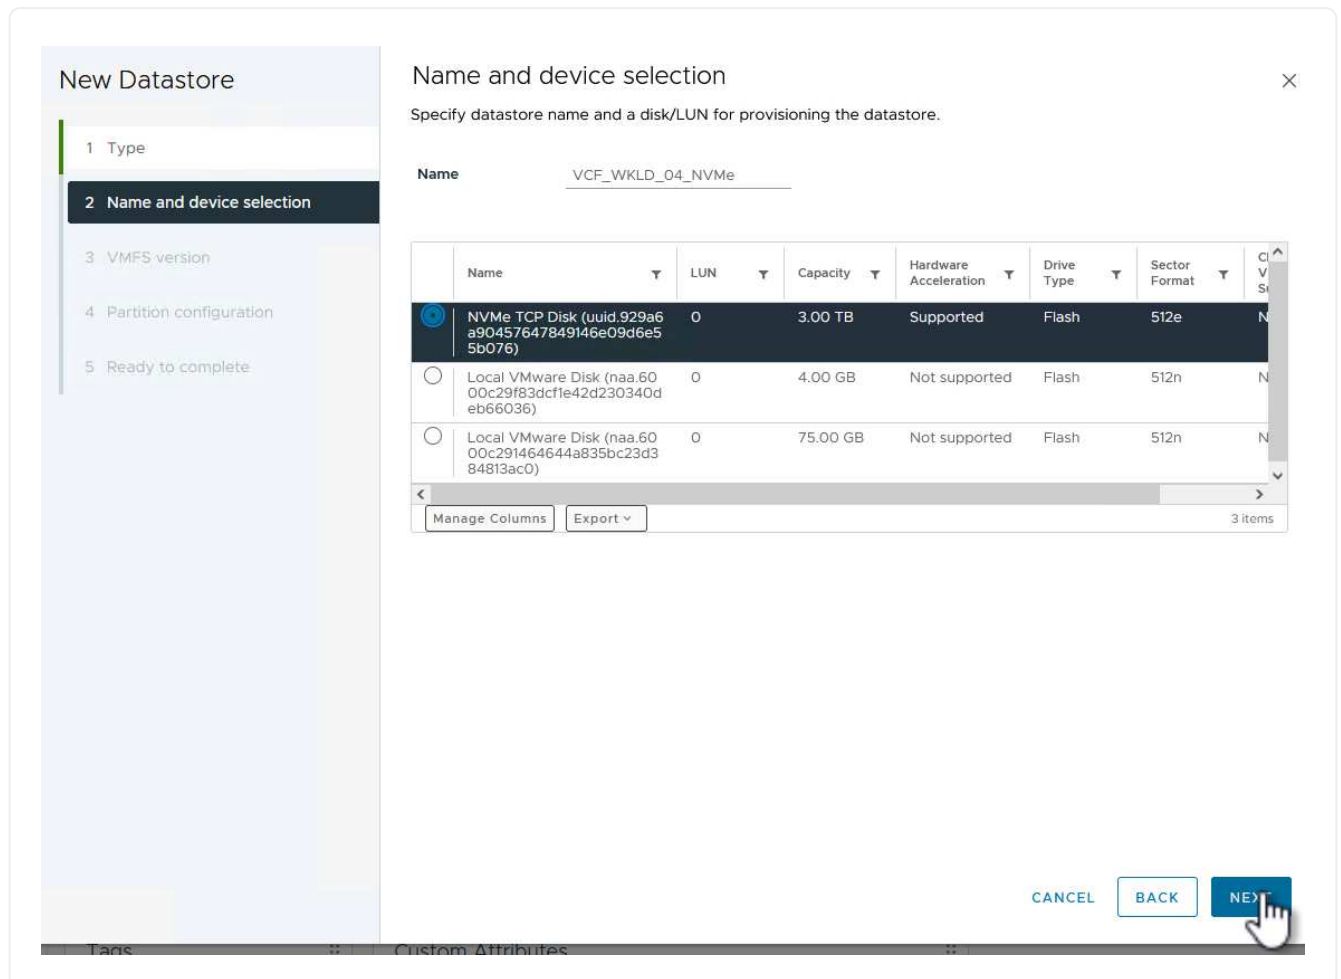 New Datastore
1 Type
2 Name and device selection
3 VMFS version
4 Partition configuration
5 Ready to complete
Name and device selection
Specify datastore name and a disk/LUN for provisioning the datastore.
Name VCF_WKLD_04_NVMe
Name LUN Capacity Hardware Acceleration Drive Type Sector Format
NVMe TCP Disk (uuid.929a6 0 3.00 TB Supported Flash 512e N
a90457647849146e09d6e5
5b076)
Local VMware Disk (naa.60 0 4.00 GB Not supported Flash 512n N
00c29f83dcf1e42d230340d
eb66036)
Local VMware Disk (naa.60 0 75.00 GB Not supported Flash 512n N
00c291464644a835bc23d3
84813ac0)
Manage Columns Export 3 items
CANCEL BACK NEXT
Tags Custom Attributes